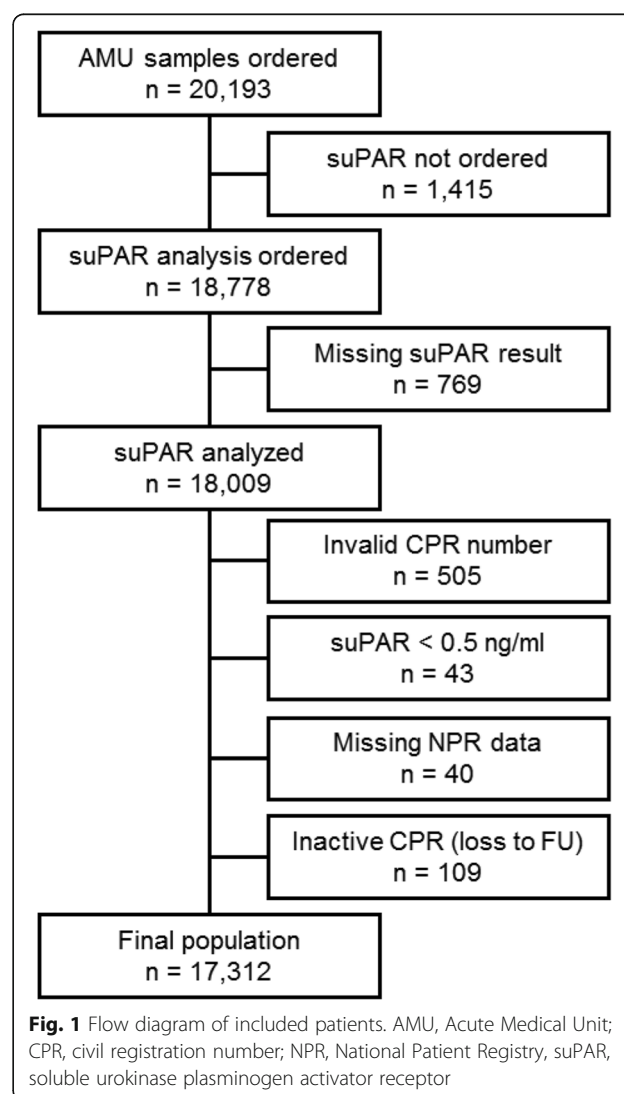 AMU samples ordered
n = 20,193
suPAR not ordered
n = 1,415
suPAR analysis ordered
n = 18,778
Missing suPAR result
n = 769
suPAR analyzed
n = 18,009
Invalid CPR number
n = 505
suPAR < 0.5 ng/ml
n = 43
Missing NPR data
n = 40
Inactive CPR (loss to FU)
n = 109
Final population
n = 17,312
Fig. 1 Flow diagram of included patients. AMU, Acute Medical Unit;
CPR, civil registration number; NPR, National Patient Registry, suPAR,
soluble urokinase plasminogen activator receptor